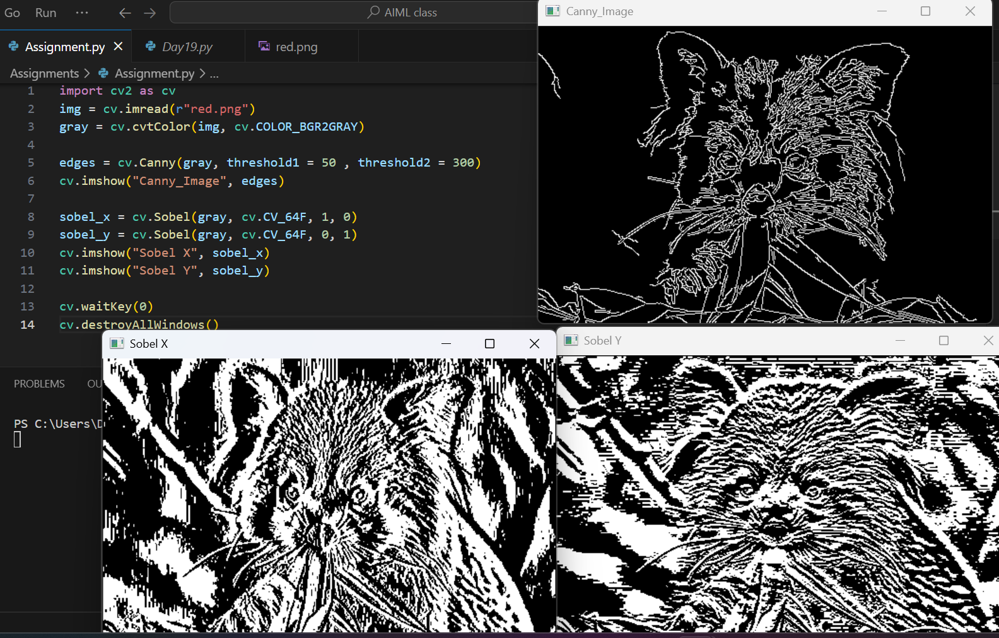 Go Run ··· AIML class
Assignment.py Day19.py red.png
Assignments > Assignment.py > ...
1 import cv2 as cv
2 img = cv.imread(r"red.png")
3 gray = cv.cvtColor(img, cv.COLOR_BGR2GRAY)
4
5 edges = cv.Canny(gray, threshold1 = 50 , threshold2 = 300)
6 cv.imshow("Canny_Image", edges)
7
8 sobel_x = cv.Sobel(gray, cv.CV_64F, 1, 0)
9 sobel_y = cv.Sobel(gray, cv.CV_64F, 0, 1)
10 cv.imshow("Sobel X", sobel_x)
11 cv.imshow("Sobel Y", sobel_y)
12
13 cv.waitKey(0)
14 cv.destroyAllWindows()
PROBLEMS OU
PS C:\Users\D
Canny_Image
Sobel X
Sobel Y